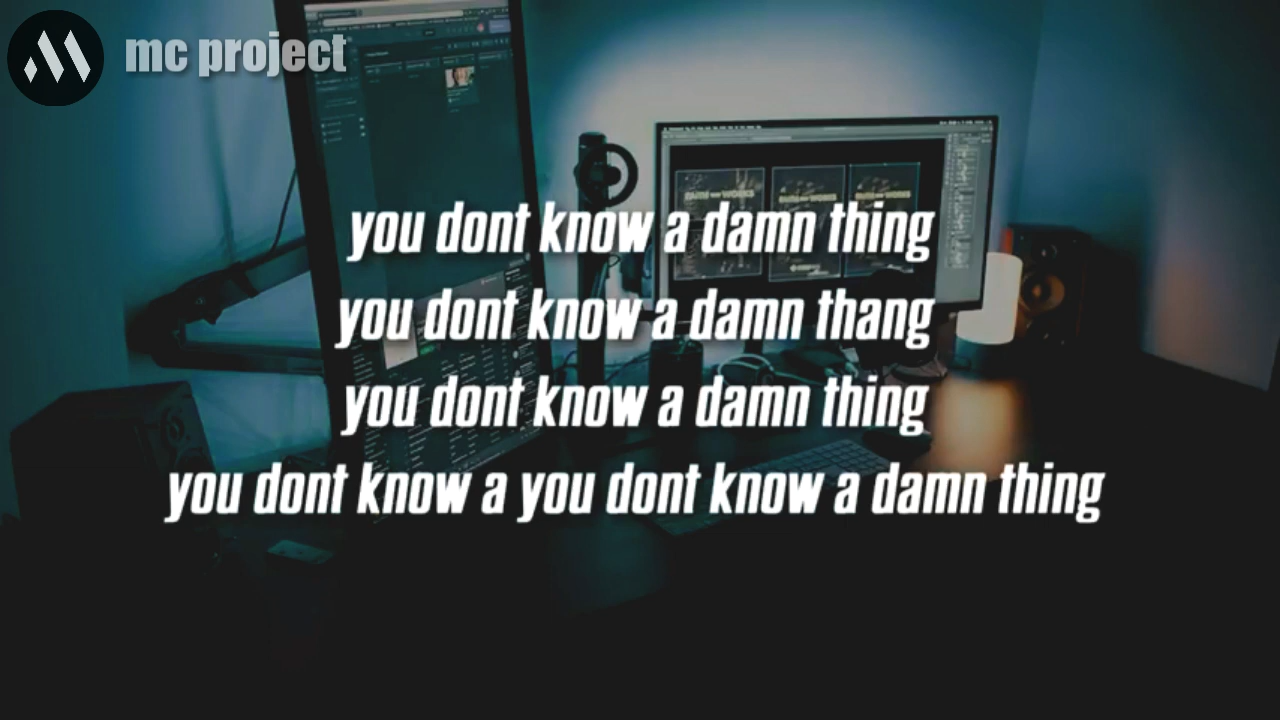 mc project
you dont know a damn thing
you dont know a damn thang
you dont know a damn thing
you dont know a you dont know a damn thing